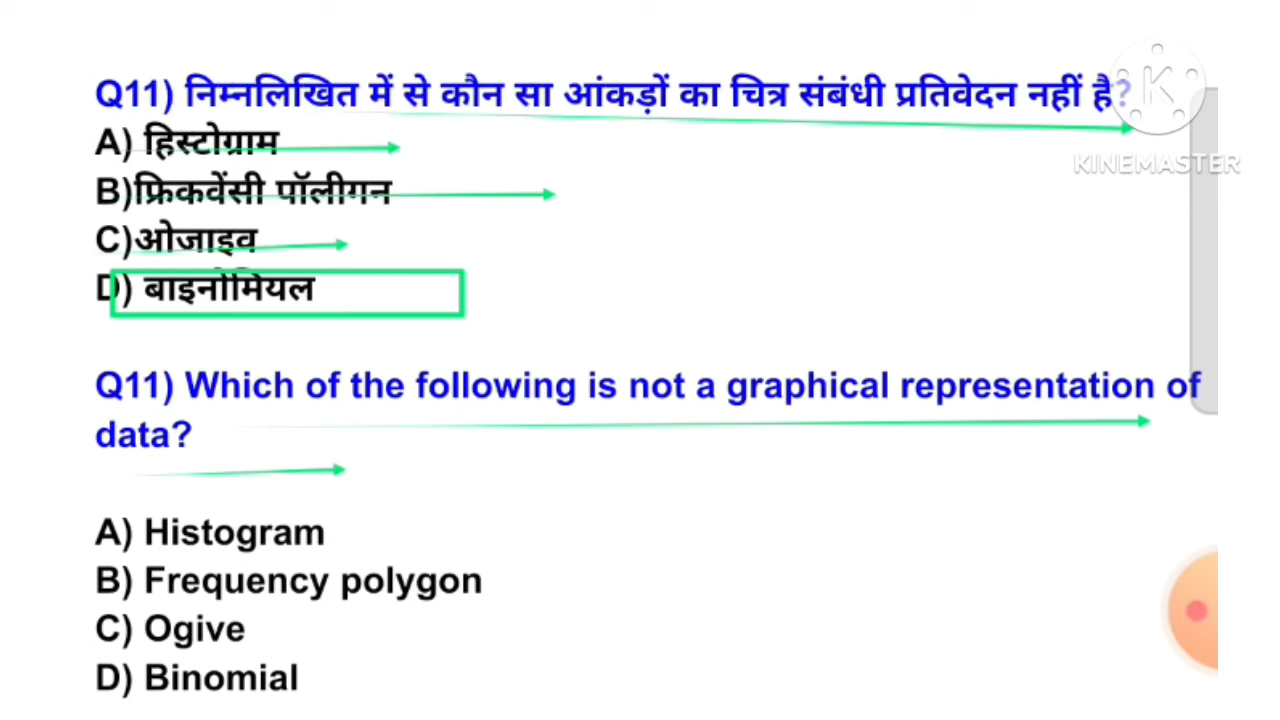 Q11) निम्नलिखित में से कौन सा आंकड़ों का चित्र संबंधी प्रतिवेदन नहीं है?
KINEMASTER
A) हिस्टोग्राम
B)फ्रिकवेंसी पॉलीगन
C)ओजाइव
D) बाइनोमियल
Q11) Which of the following is not a graphical representation of
data?
A) Histogram
B) Frequency polygon
C) Ogive
D) Binomial